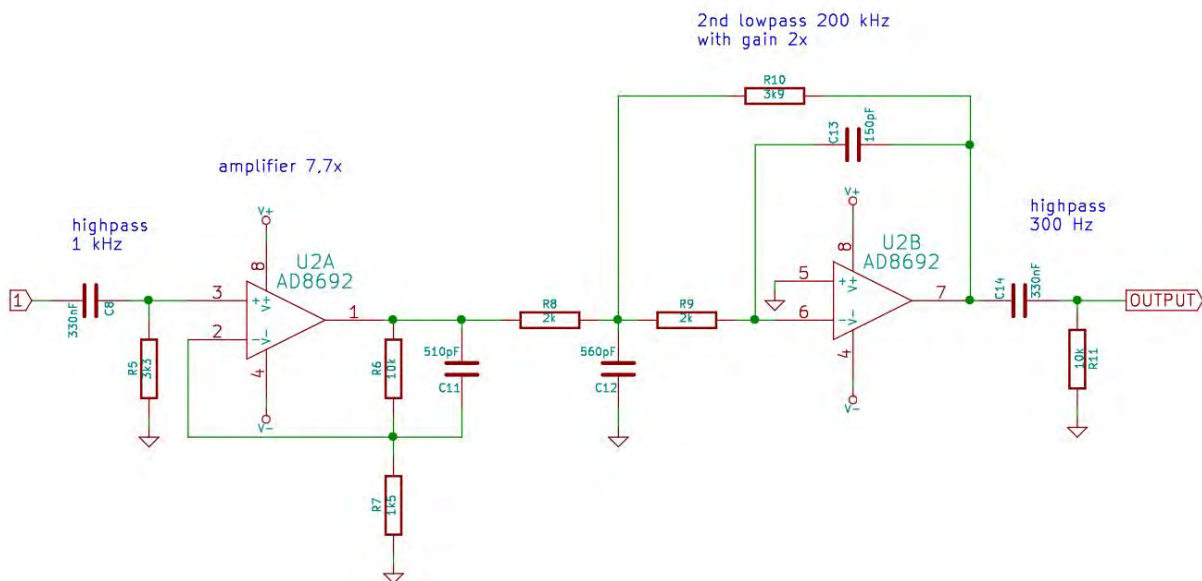 2nd lowpass 200 kHz
with gain 2x
R10
3k9
C13
150pF
amplifier 7,7x
highpass
1 kHz
highpass
300 Hz
V+
8
U2A
AD8692
V+
8
U2B
AD8692
1
330nF
C8
3
+
V+
2
-
V-
1
4
V-
R5
3k3
R6
10k
510pF
C11
R8
2k
560pF
C12
R9
2k
5
+
V+
6
-
V-
7
4
V-
C14
330nF
OUTPUT
10k
R11
R7
1k5